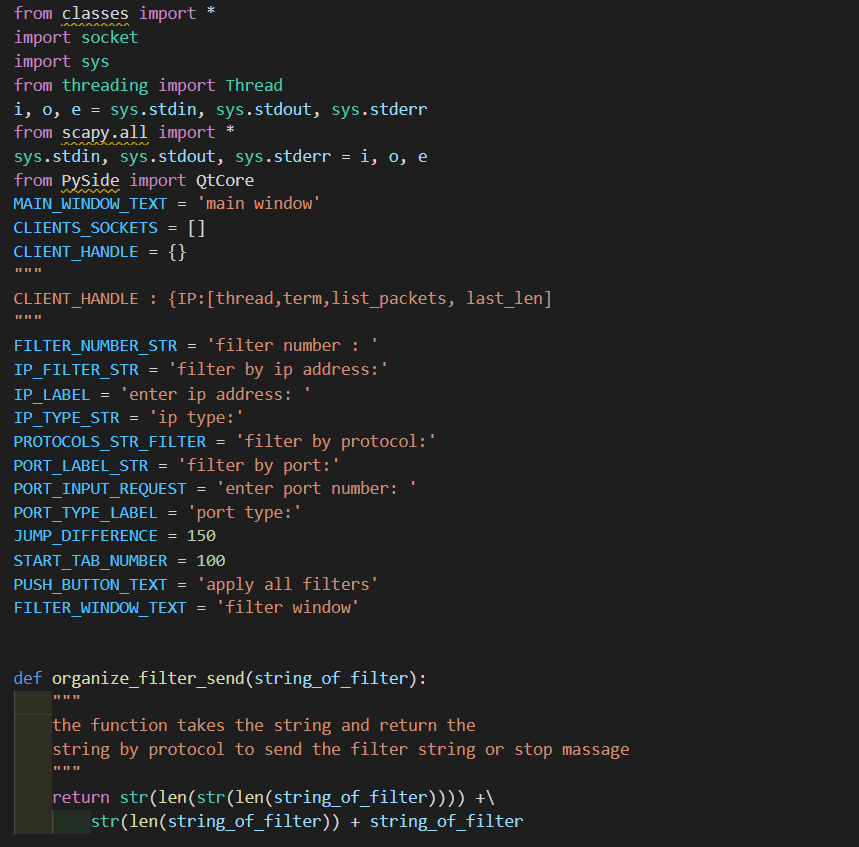 from classes import *
import socket
import sys
from threading import Thread
i, o, e = sys.stdin, sys.stdout, sys.stderr
from scapy.all import *
sys.stdin, sys.stdout, sys.stderr = i, o, e
from PySide import QtCore
MAIN_WINDOW_TEXT = 'main window'
CLIENTS_SOCKETS = []
CLIENT_HANDLE = {}
"""
CLIENT_HANDLE : {IP:[thread,term,list_packets, last_len]
"""
FILTER_NUMBER_STR = 'filter number : '
IP_FILTER_STR = 'filter by ip address:'
IP_LABEL = 'enter ip address: '
IP_TYPE_STR = 'ip type:'
PROTOCOLS_STR_FILTER = 'filter by protocol:'
PORT_LABEL_STR = 'filter by port:'
PORT_INPUT_REQUEST = 'enter port number: '
PORT_TYPE_LABEL = 'port type:'
JUMP_DIFFERENCE = 150
START_TAB_NUMBER = 100
PUSH_BUTTON_TEXT = 'apply all filters'
FILTER_WINDOW_TEXT = 'filter window'
def organize_filter_send(string_of_filter):
    """
    the function takes the string and return the
    string by protocol to send the filter string or stop massage
    """
    return str(len(str(len(string_of_filter)))) +\
        str(len(string_of_filter)) + string_of_filter